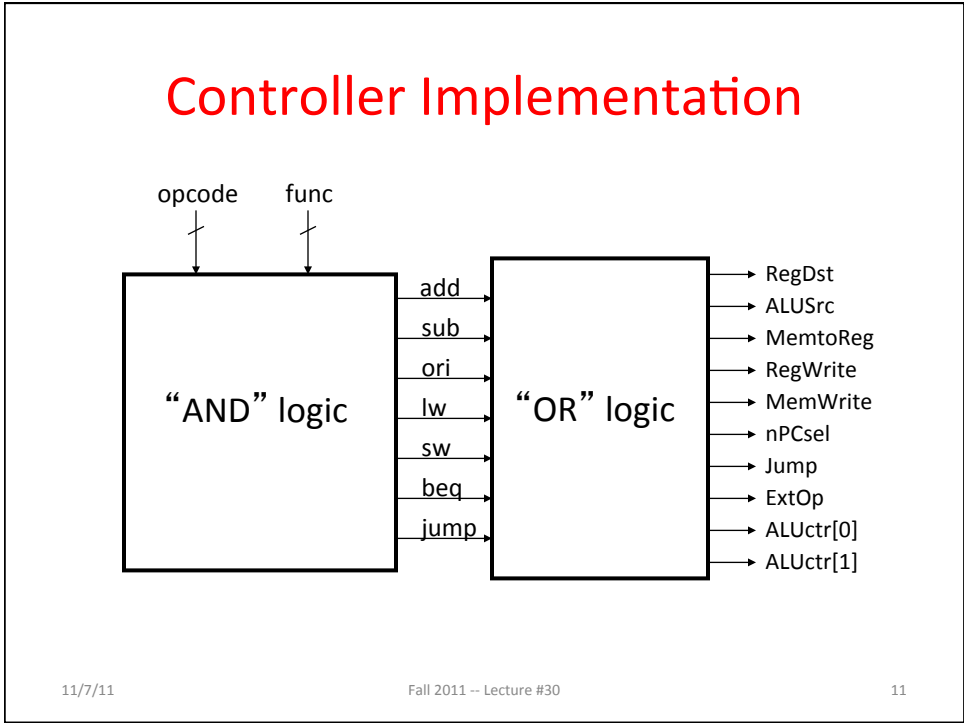 Controller Implementation
opcode func
add
sub
ori
lw
sw
beq
jump
“AND” logic
“OR” logic
RegDst
ALUSrc
MemtoReg
RegWrite
MemWrite
nPCsel
Jump
ExtOp
ALUctr[0]
ALUctr[1]
11/7/11 Fall 2011 -- Lecture #30 11